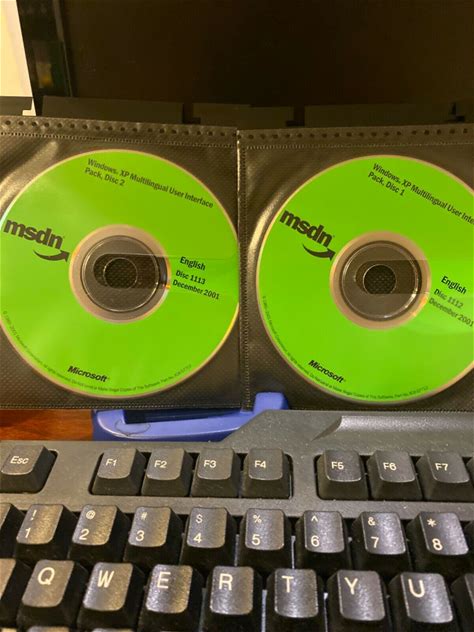 Windows. XP Multilingual User Interface
Pack, Disc 2
msdn
English
Disc 1113
December 2001
Microsoft
Windows. XP Multilingual User Interface
Pack, Disc 1
msdn
English
Disc 1112
December 2001
Microsoft
Esc F1 F2 F3 F4 F5 F6 F7
! @ # $ % ^ & *
1 2 3 4 5 6 7 8
Q W E R T Y U